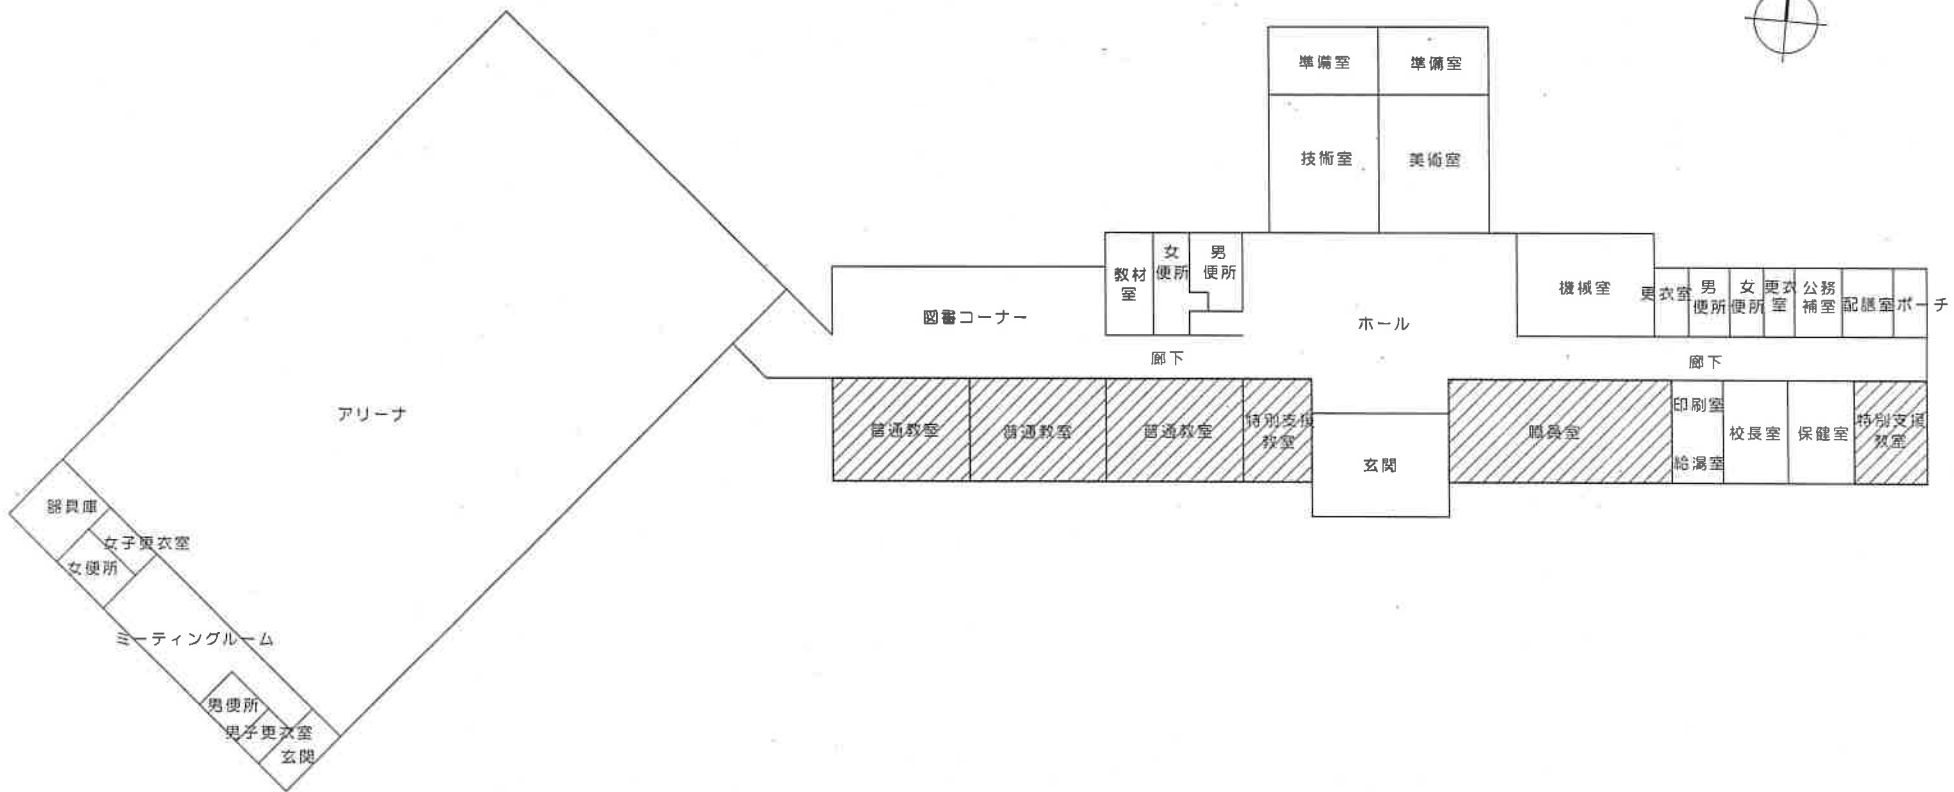 準備室
準備室
技術室
美術室
教材
室
女
便所
男
便所
機械室
更衣室
男
便所
女
便所
更衣
室
公務
補室
配膳室
ポーチ
図書コーナー
ホール
廊下
廊下
アリーナ
普通教室
普通教室
普通教室
特別支援
教室
玄関
職員室
印刷室
給湯室
校長室
保健室
特別支援
教室
器具庫
女子更衣室
女便所
ミーティングルーム
男便所
男子更衣室
玄関